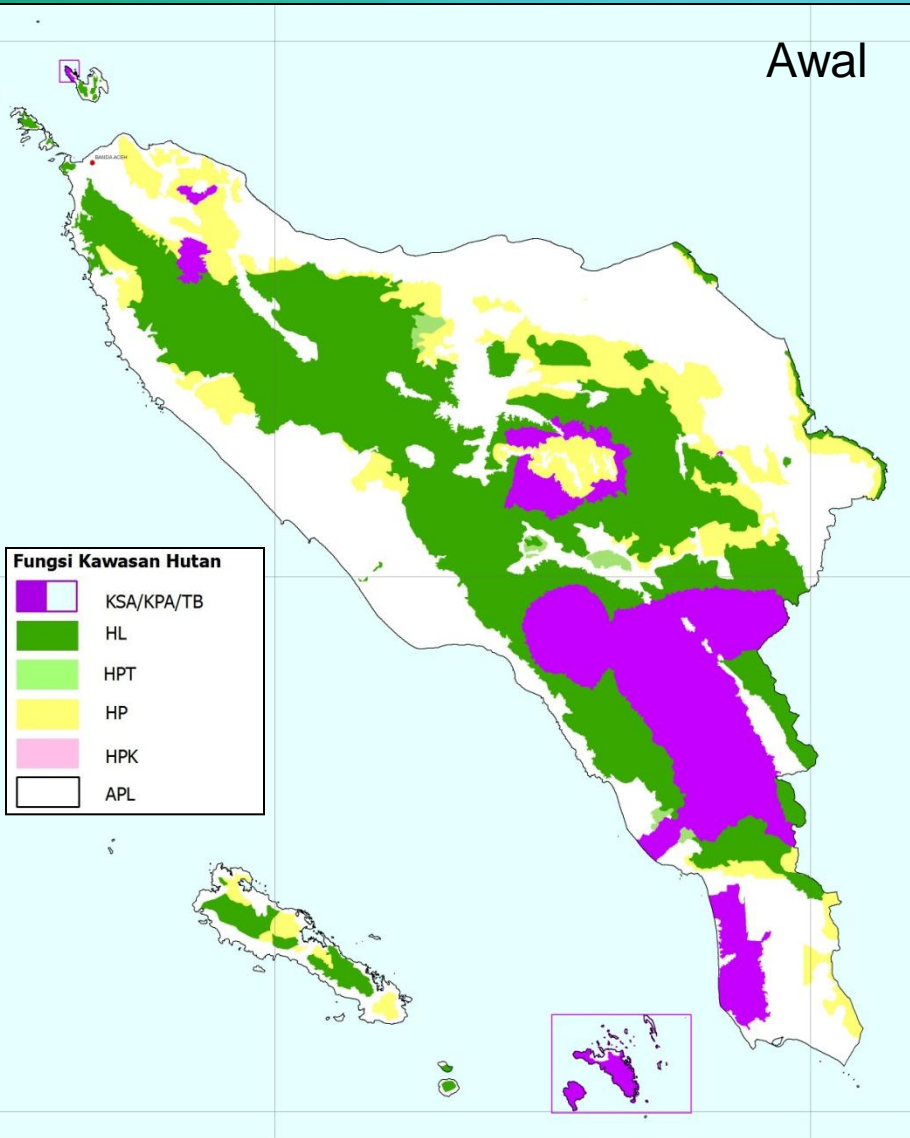 Awal
BANDA ACEH
Fungsi Kawasan Hutan
KSA/KPA/TB
HL
HPT
HP
HPK
APL